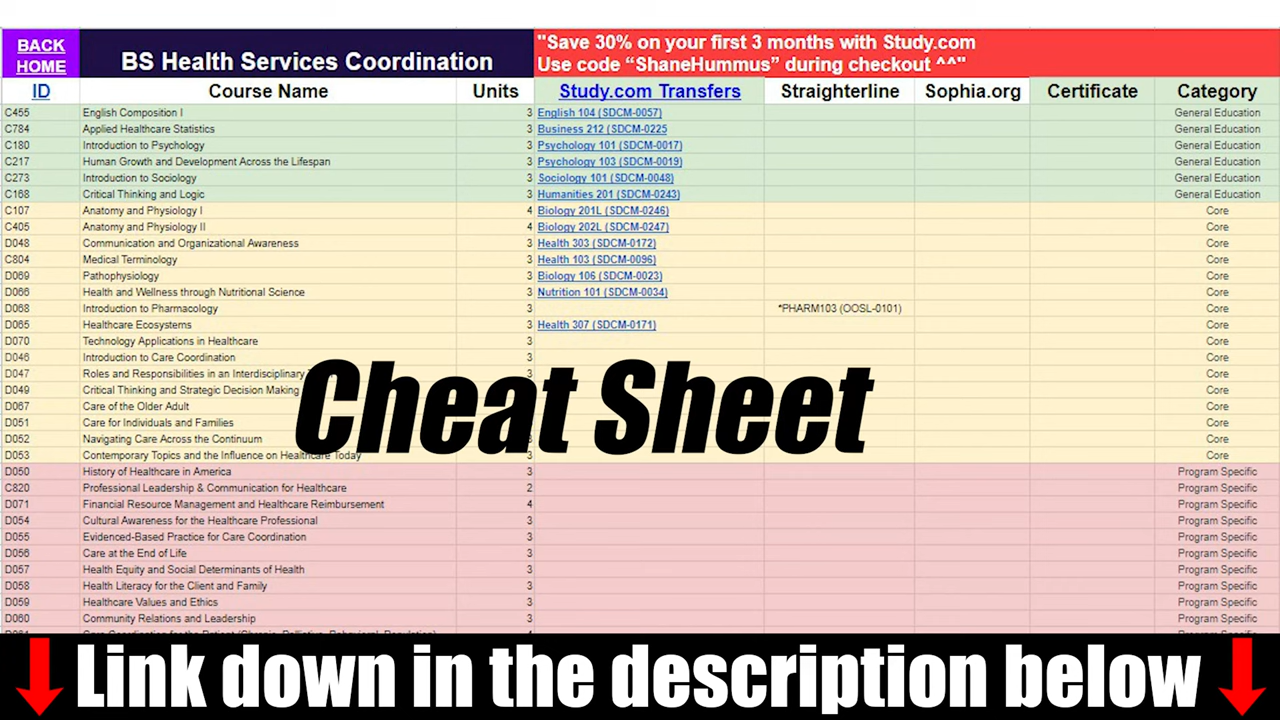 BACK HOME BS Health Services Coordination "Save 30% on your first 3 months with Study.com
Use code “ShaneHummus” during checkout ^^"
ID Course Name Units Study.com Transfers Straighterline Sophia.org Certificate Category
C455 English Composition I 3 English 104 (SDCM-0057) General Education
C784 Applied Healthcare Statistics 3 Business 212 (SDCM-0225 General Education
C180 Introduction to Psychology 3 Psychology 101 (SDCM-0017) General Education
C217 Human Growth and Development Across the Lifespan 3 Psychology 103 (SDCM-0019) General Education
C273 Introduction to Sociology 3 Sociology 101 (SDCM-0048) General Education
C168 Critical Thinking and Logic 3 Humanities 201 (SDCM-0243) General Education
C107 Anatomy and Physiology I 4 Biology 201L (SDCM-0246) Core
C405 Anatomy and Physiology II 4 Biology 202L (SDCM-0247) Core
D048 Communication and Organizational Awareness 3 Health 303 (SDCM-0172) Core
C804 Medical Terminology 3 Health 103 (SDCM-0096) Core
D069 Pathophysiology 3 Biology 106 (SDCM-0023) Core
D066 Health and Wellness through Nutritional Science 3 Nutrition 101 (SDCM-0034) Core
D068 Introduction to Pharmacology 3 *PHARM103 (OOSL-0101) Core
D065 Healthcare Ecosystems 3 Health 307 (SDCM-0171) Core
D070 Technology Applications in Healthcare 3 Core
D046 Introduction to Care Coordination 3 Core
D047 Roles and Responsibilities in an Interdisciplinary 3 Core
D049 Critical Thinking and Strategic Decision Making Core
D067 Care of the Older Adult Core
D051 Care for Individuals and Families Core
D052 Navigating Care Across the Continuum Core
D053 Contemporary Topics and the Influence on Healthcare Today 3 Core
Cheat Sheet
D050 History of Healthcare in America 3 Program Specific
C820 Professional Leadership & Communication for Healthcare 2 Program Specific
D071 Financial Resource Management and Healthcare Reimbursement 4 Program Specific
D054 Cultural Awareness for the Healthcare Professional 3 Program Specific
D055 Evidenced-Based Practice for Care Coordination 3 Program Specific
D056 Care at the End of Life 3 Program Specific
D057 Health Equity and Social Determinants of Health 3 Program Specific
D058 Health Literacy for the Client and Family 3 Program Specific
D059 Healthcare Values and Ethics 3 Program Specific
D060 Community Relations and Leadership 3 Program Specific
Link down in the description below